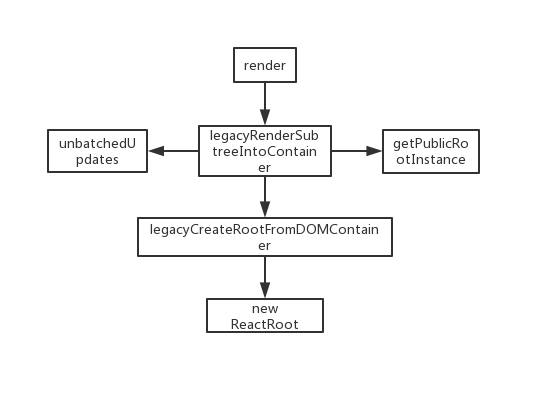 render
legacyRenderSub
treeIntoContain
er
unbatchedU
pdates
getPublicRo
otInstance
legacyCreateRootFromDOMContain
er
new
ReactRoot